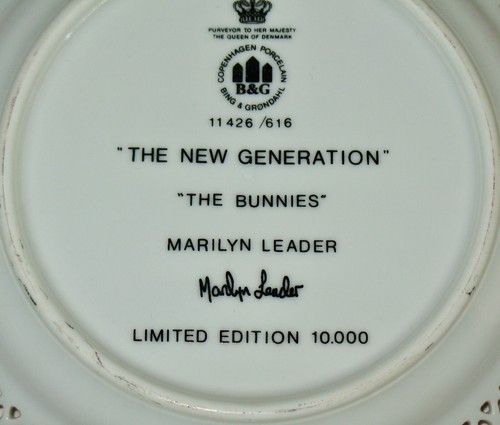 PURVEYOR TO HER MAJESTY
THE QUEEN OF DENMARK
COPENHAGEN PORCELAIN
B&G
BING & GRØNDAHL
11426 /616
"THE NEW GENERATION"
"THE BUNNIES"
MARILYN LEADER
Marilyn Leader
LIMITED EDITION 10.000